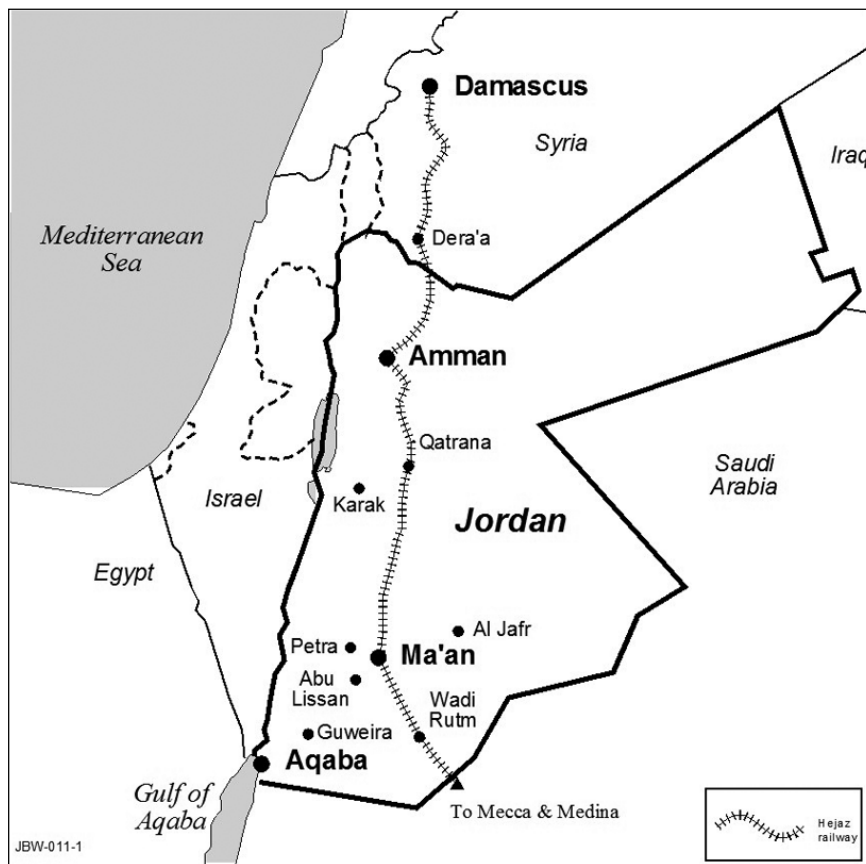 Damascus
Syria
Iraq
Mediterranean
Sea
Dera'a
Amman
Qatrana
Saudi
Arabia
Israel
Karak
Jordan
Egypt
Al Jafr
Petra
Ma'an
Abu
Lissan
Wadi
Rutm
Guweira
Aqaba
Gulf of
Aqaba
To Mecca & Medina
Hejaz
railway
JBW-011-1